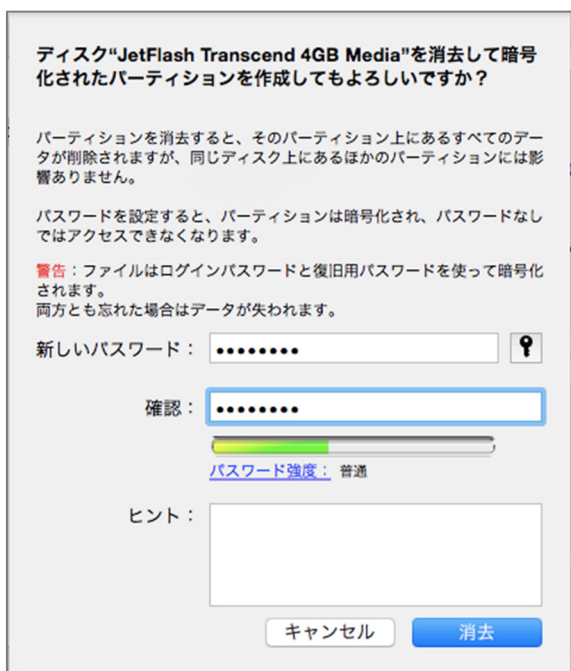 ディスク“JetFlash Transcend 4GB Media”を消去して暗号
化されたパーティションを作成してもよろしいですか？
パーティションを消去すると、そのパーティション上にあるすべてのデー
タが削除されますが、同じディスク上にあるほかのパーティションには影
響ありません。
パスワードを設定すると、パーティションは暗号化され、パスワードなし
ではアクセスできなくなります。
警告：ファイルはログインパスワードと復旧用パスワードを使って暗号化
されます。
両方とも忘れた場合はデータが失われます。
新しいパスワード：
確認：
パスワード強度： 普通
ヒント：
キャンセル 消去